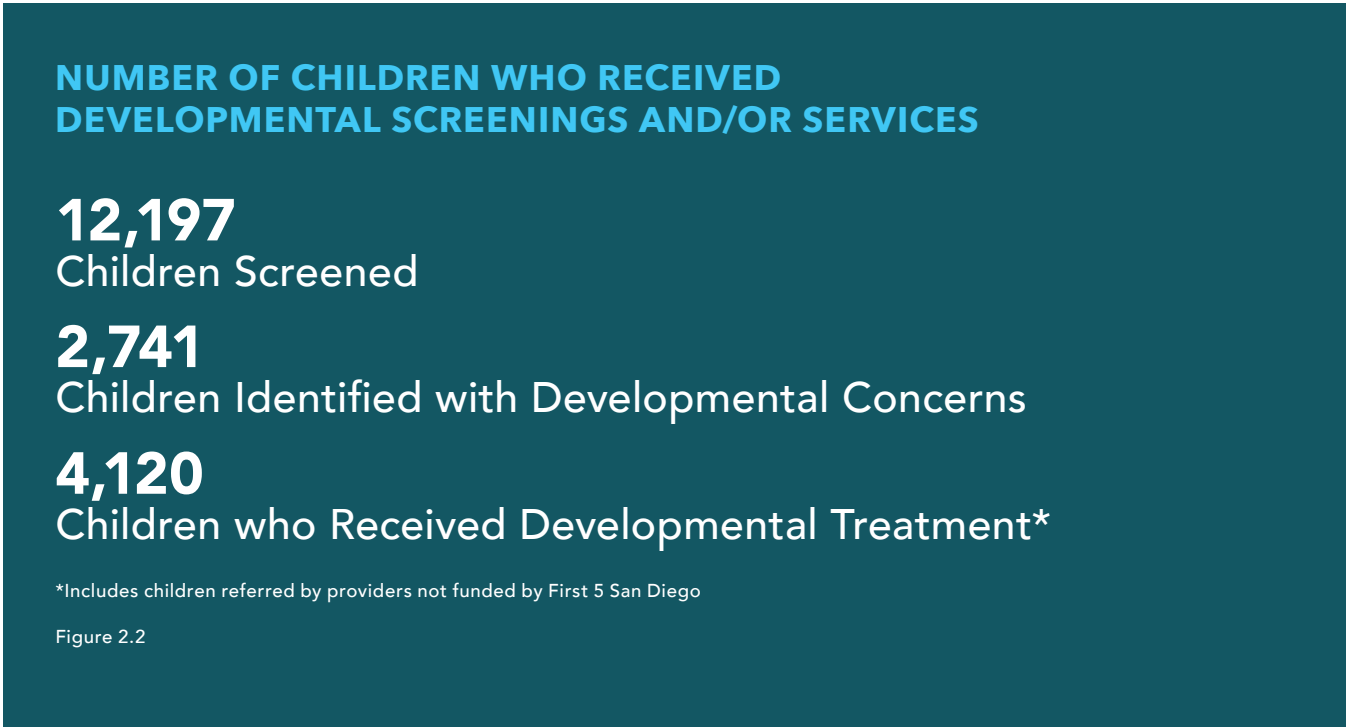 NUMBER OF CHILDREN WHO RECEIVED
DEVELOPMENTAL SCREENINGS AND/OR SERVICES
12,197
Children Screened
2,741
Children Identified with Developmental Concerns
4,120
Children who Received Developmental Treatment*
*Includes children referred by providers not funded by First 5 San Diego
Figure 2.2